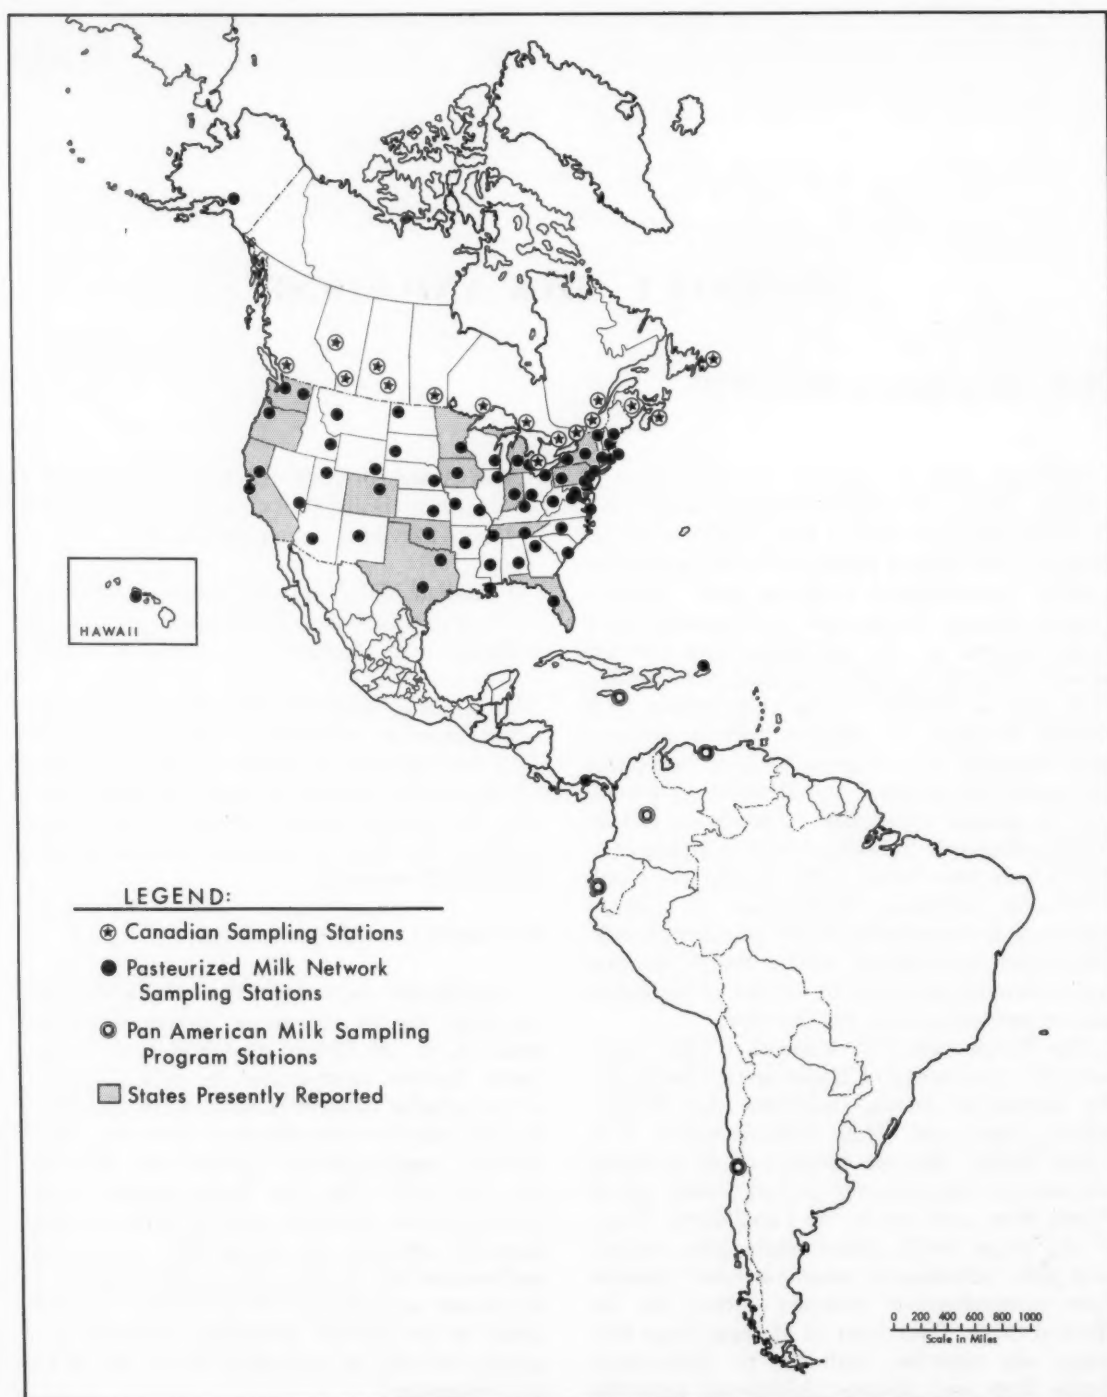 HAWAII
LEGEND:
Canadian Sampling Stations
Pasteurized Milk Network
Sampling Stations
Pan American Milk Sampling
Program Stations
States Presently Reported
0 200 400 600 800 1000
Scale in Miles